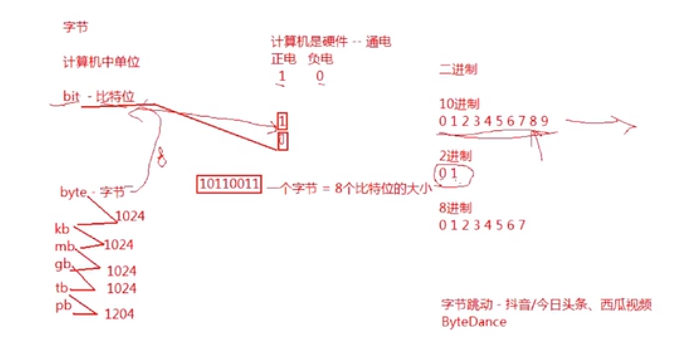 字节
计算机中单位
bit - 比特位
8
byte - 字节
1024
kb
1024
mb
gb
1024
tb
1024
pb
1204
计算机是硬件 -- 通电
正电 负电
1 0
1
0
10110011 一个字节 = 8个比特位的大小
二进制
10进制
0 1 2 3 4 5 6 7 8 9
2进制
0 1
8进制
0 1 2 3 4 5 6 7
字节跳动 - 抖音/今日头条、西瓜视频
ByteDance